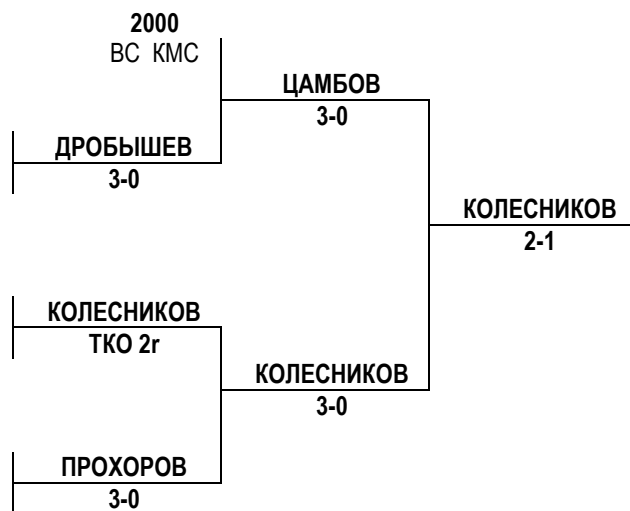 2000
ВС КМС
ЦАМБОВ
3-0
ДРОБЫШЕВ
3-0
КОЛЕСНИКОВ
2-1
КОЛЕСНИКОВ
ТКО 2r
КОЛЕСНИКОВ
3-0
ПРОХОРОВ
3-0